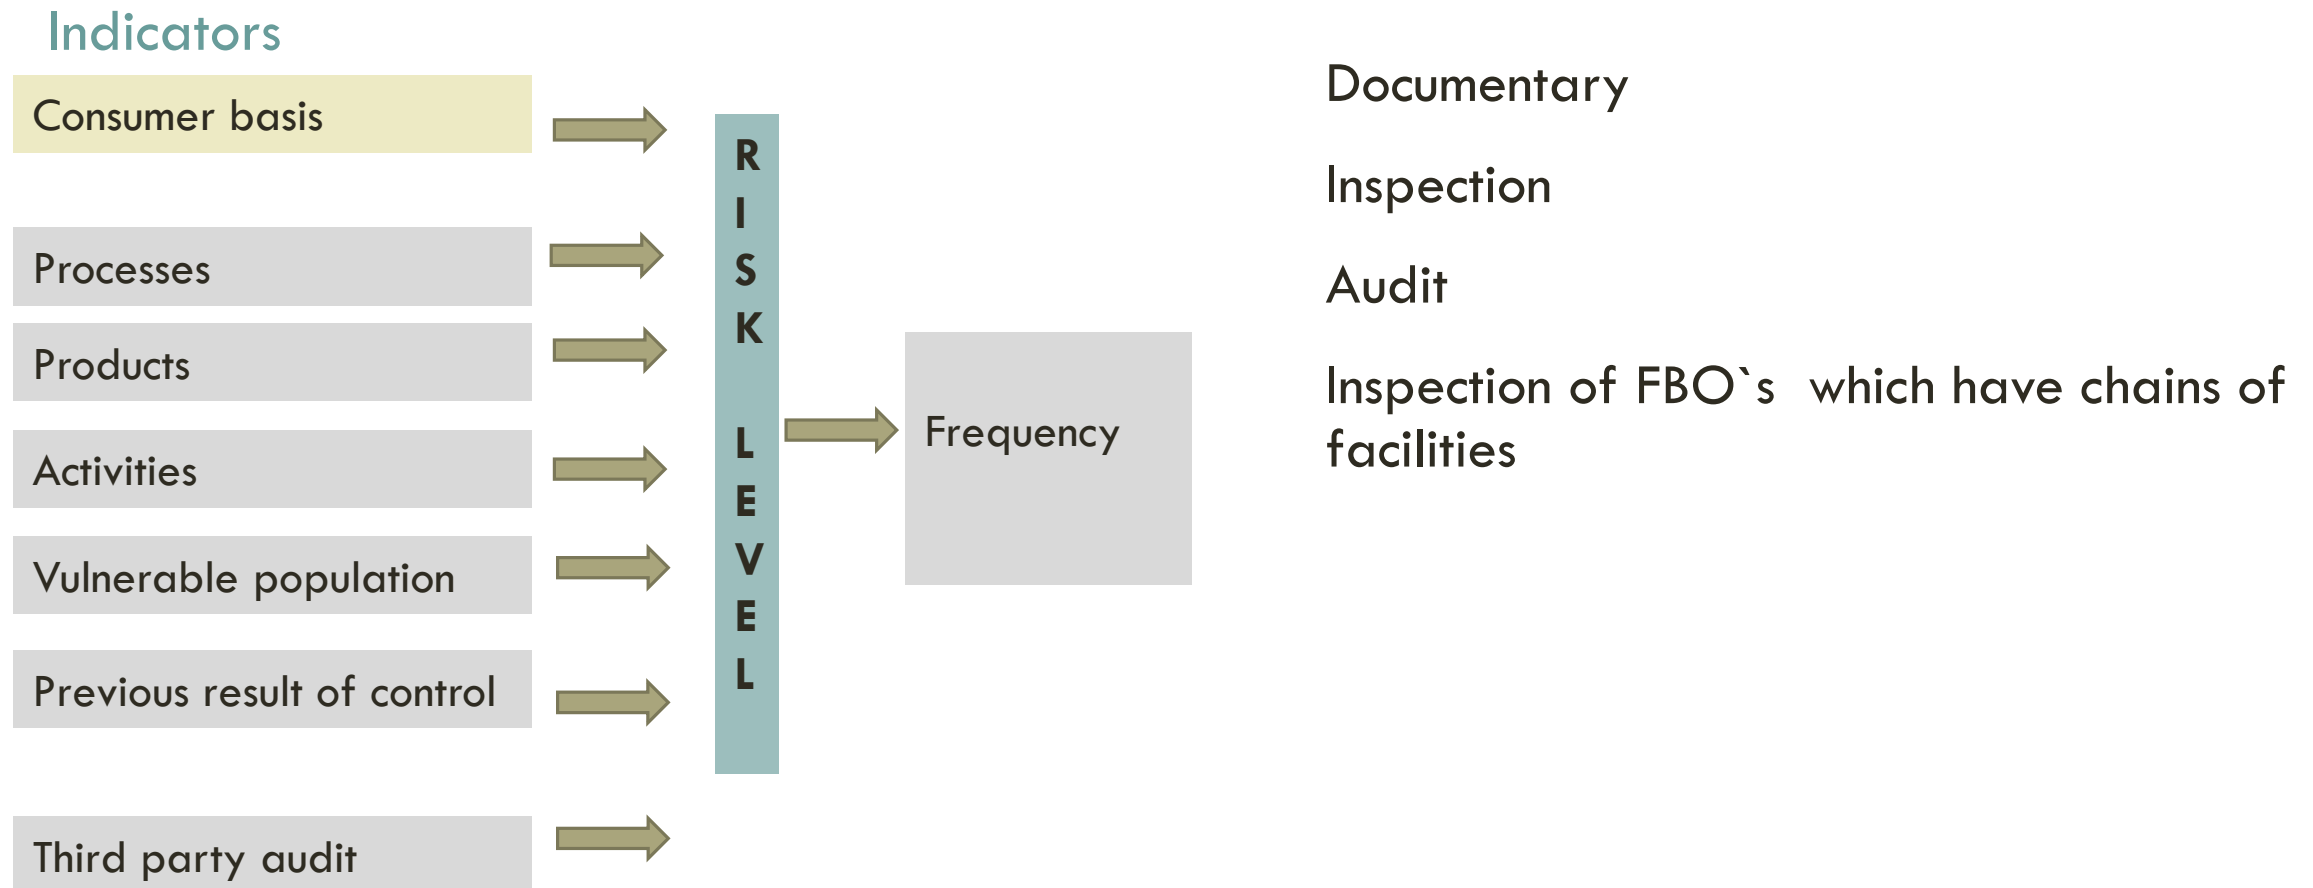 Indicators
Consumer basis
Processes
Products
Activities
Vulnerable population
Previous result of control
Third party audit
R
I
S
K
L
E
V
E
L
Frequency
Documentary
Inspection
Audit
Inspection of FBO`s  which have chains of
facilities